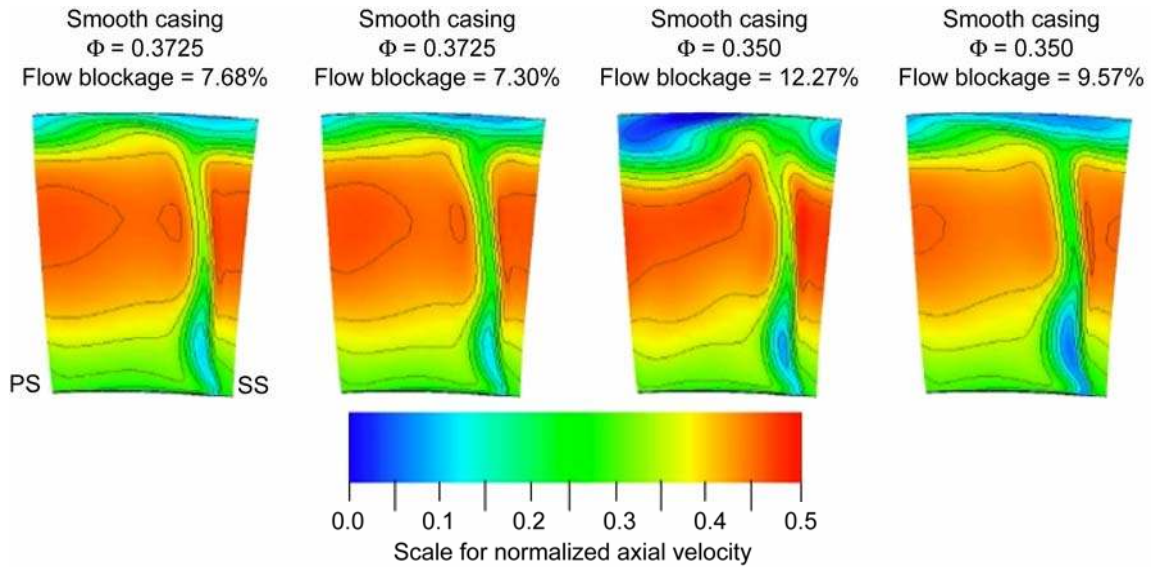 Smooth casing
Φ = 0.3725
Flow blockage = 7.68%
Smooth casing
Φ = 0.3725
Flow blockage = 7.30%
Smooth casing
Φ = 0.350
Flow blockage = 12.27%
Smooth casing
Φ = 0.350
Flow blockage = 9.57%
PS
SS
0.0 0.1 0.2 0.3 0.4 0.5
Scale for normalized axial velocity